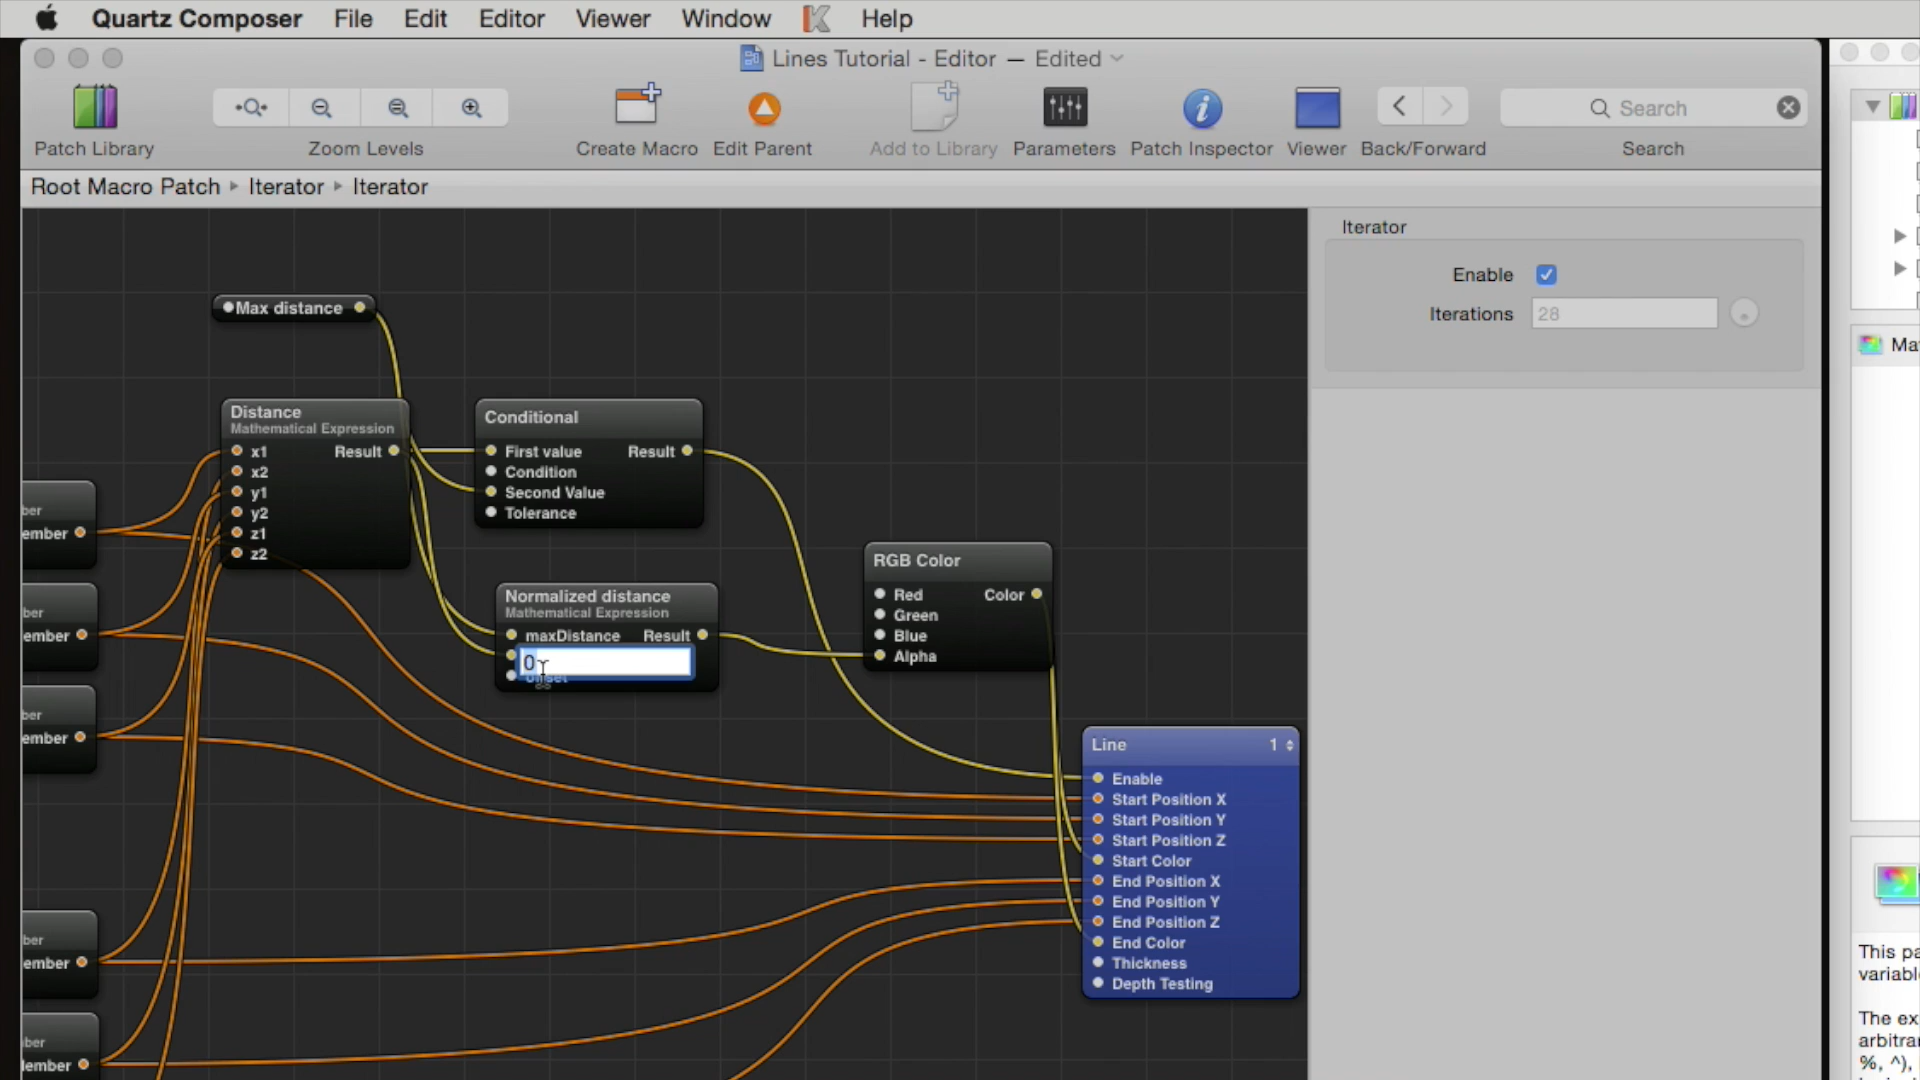 Quartz Composer File Edit Editor Viewer Window Help
Lines Tutorial - Editor — Edited
Patch Library
Zoom Levels
Create Macro
Edit Parent
Add to Library
Parameters
Patch Inspector
Viewer
Back/Forward
Search
Search
Root Macro Patch ▸ Iterator ▸ Iterator
Iterator
Enable
Iterations 28
Max distance
Distance
Mathematical Expression
x1 Result
x2
y1
y2
z1
z2
Conditional
First value Result
Condition
Second Value
Tolerance
ber
ember
ber
ember
ber
ember
ber
ember
ber
lember
Normalized distance
Mathematical Expression
maxDistance Result
0
RGB Color
Red Color
Green
Blue
Alpha
Line 1
Enable
Start Position X
Start Position Y
Start Position Z
Start Color
End Position X
End Position Y
End Position Z
End Color
Thickness
Depth Testing
Ma
This pa
variabl
The ex
arbitrar
%, ^),